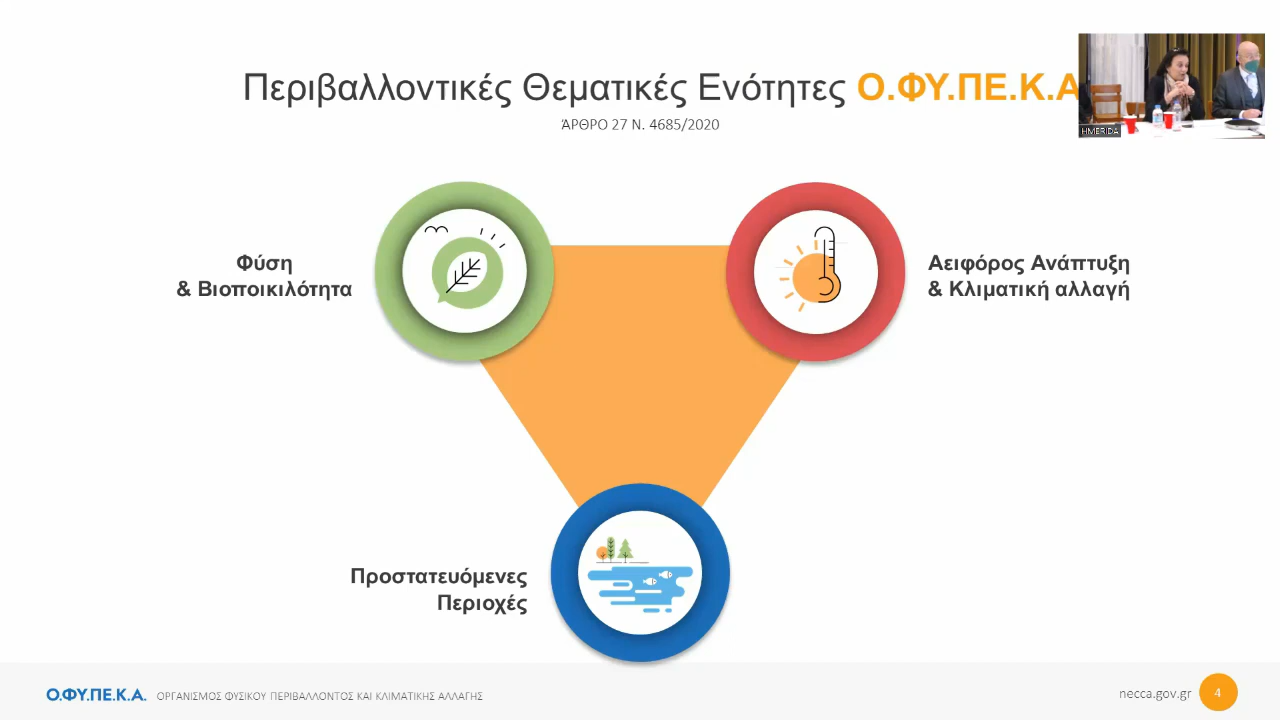 Περιβαλλοντικές Θεματικές Ενότητες Ο.ΦΥ.ΠΕ.Κ.Α
ΆΡΘΡΟ 27 Ν. 4685/2020
HMERIDA
Φύση
& Βιοποικιλότητα
Αειφόρος Ανάπτυξη
& Κλιματική αλλαγή
Προστατευόμενες
Περιοχές
Ο.ΦΥ.ΠΕ.Κ.Α. ΟΡΓΑΝΙΣΜΟΣ ΦΥΣΙΚΟΥ ΠΕΡΙΒΑΛΛΟΝΤΟΣ ΚΑΙ ΚΛΙΜΑΤΙΚΗΣ ΑΛΛΑΓΗΣ
necca.gov.gr 4